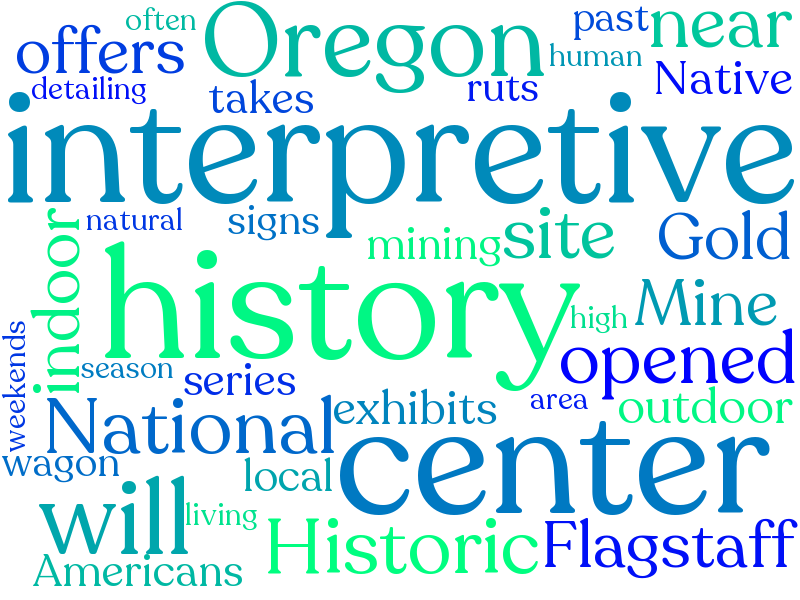 often
Oregon
past
near
offers
human
detailing
takes
ruts
Native
interpretive
natural
signs
mining
site
Gold
indoor
history
high
Mine
weekends
season
series
opened
National
exhibits
area
outdoor
wagon
local
center
will
living
Historic
Flagstaff
Americans